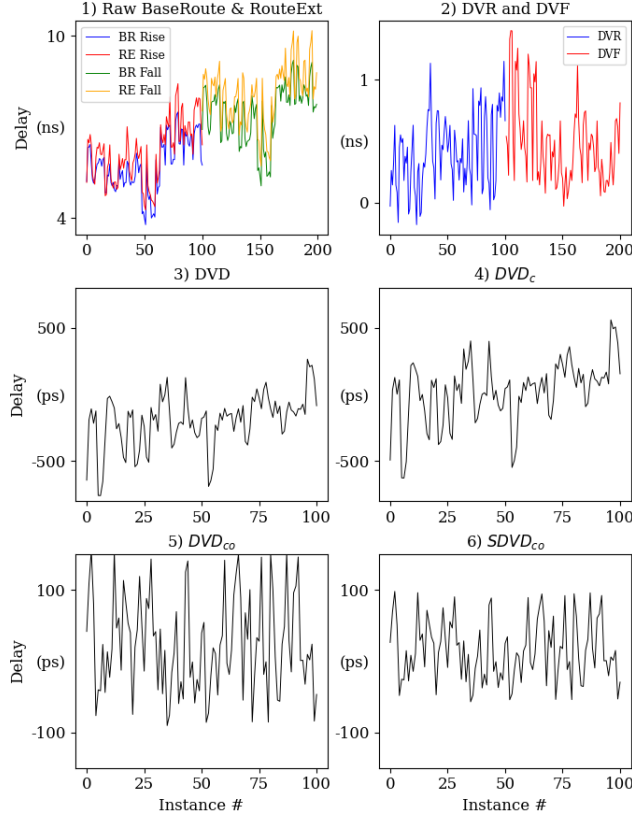 1) Raw BaseRoute & RouteExt
10
Delay
(ns)
4
BR Rise
RE Rise
BR Fall
RE Fall
0 50 100 150 200
2) DVR and DVF
1
(ns)
0
DVR
DVF
0 50 100 150 200
3) DVD
500
Delay
(ps)
-500
0 25 50 75 100
4) DVD_c
500
(ps)
-500
0 25 50 75 100
5) DVD_co
100
Delay
(ps)
-100
0 25 50 75 100
Instance #
6) SDVD_co
100
(ps)
-100
0 25 50 75 100
Instance #